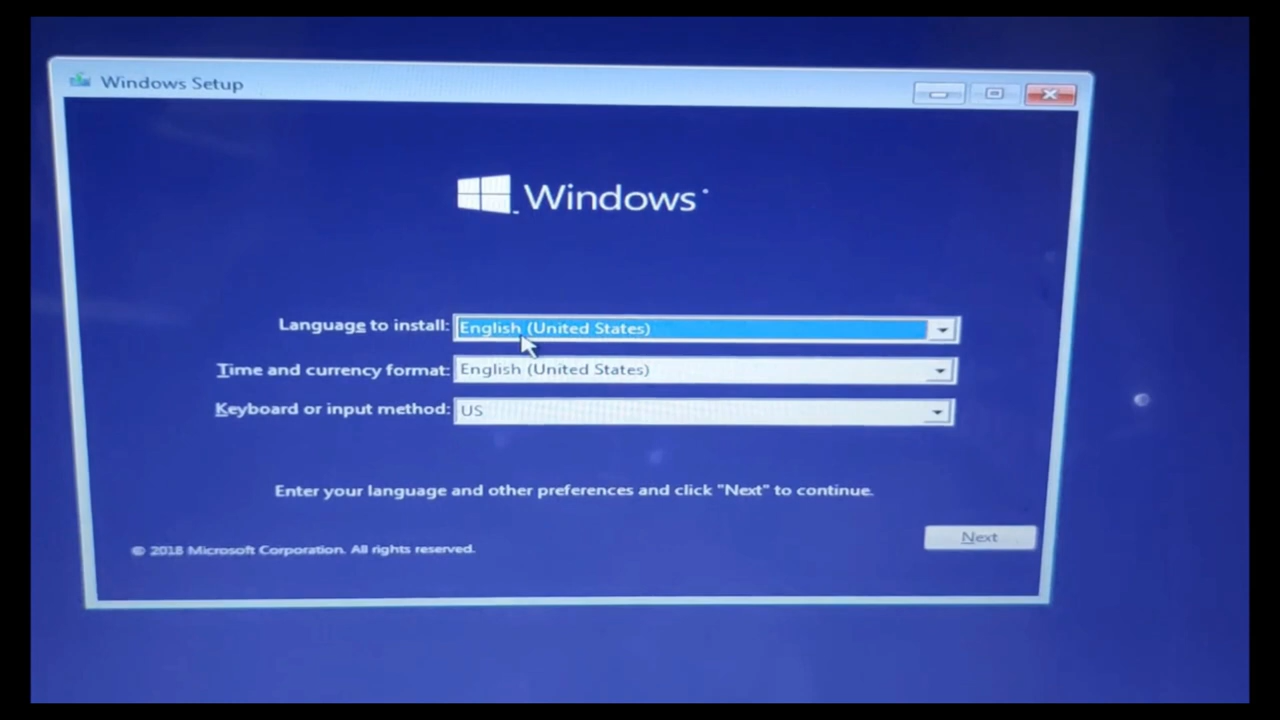 Windows Setup
Windows
Language to install: English (United States)
Time and currency format: English (United States)
Keyboard or input method: US
Enter your language and other preferences and click "Next" to continue.
© 2018 Microsoft Corporation. All rights reserved.
Next